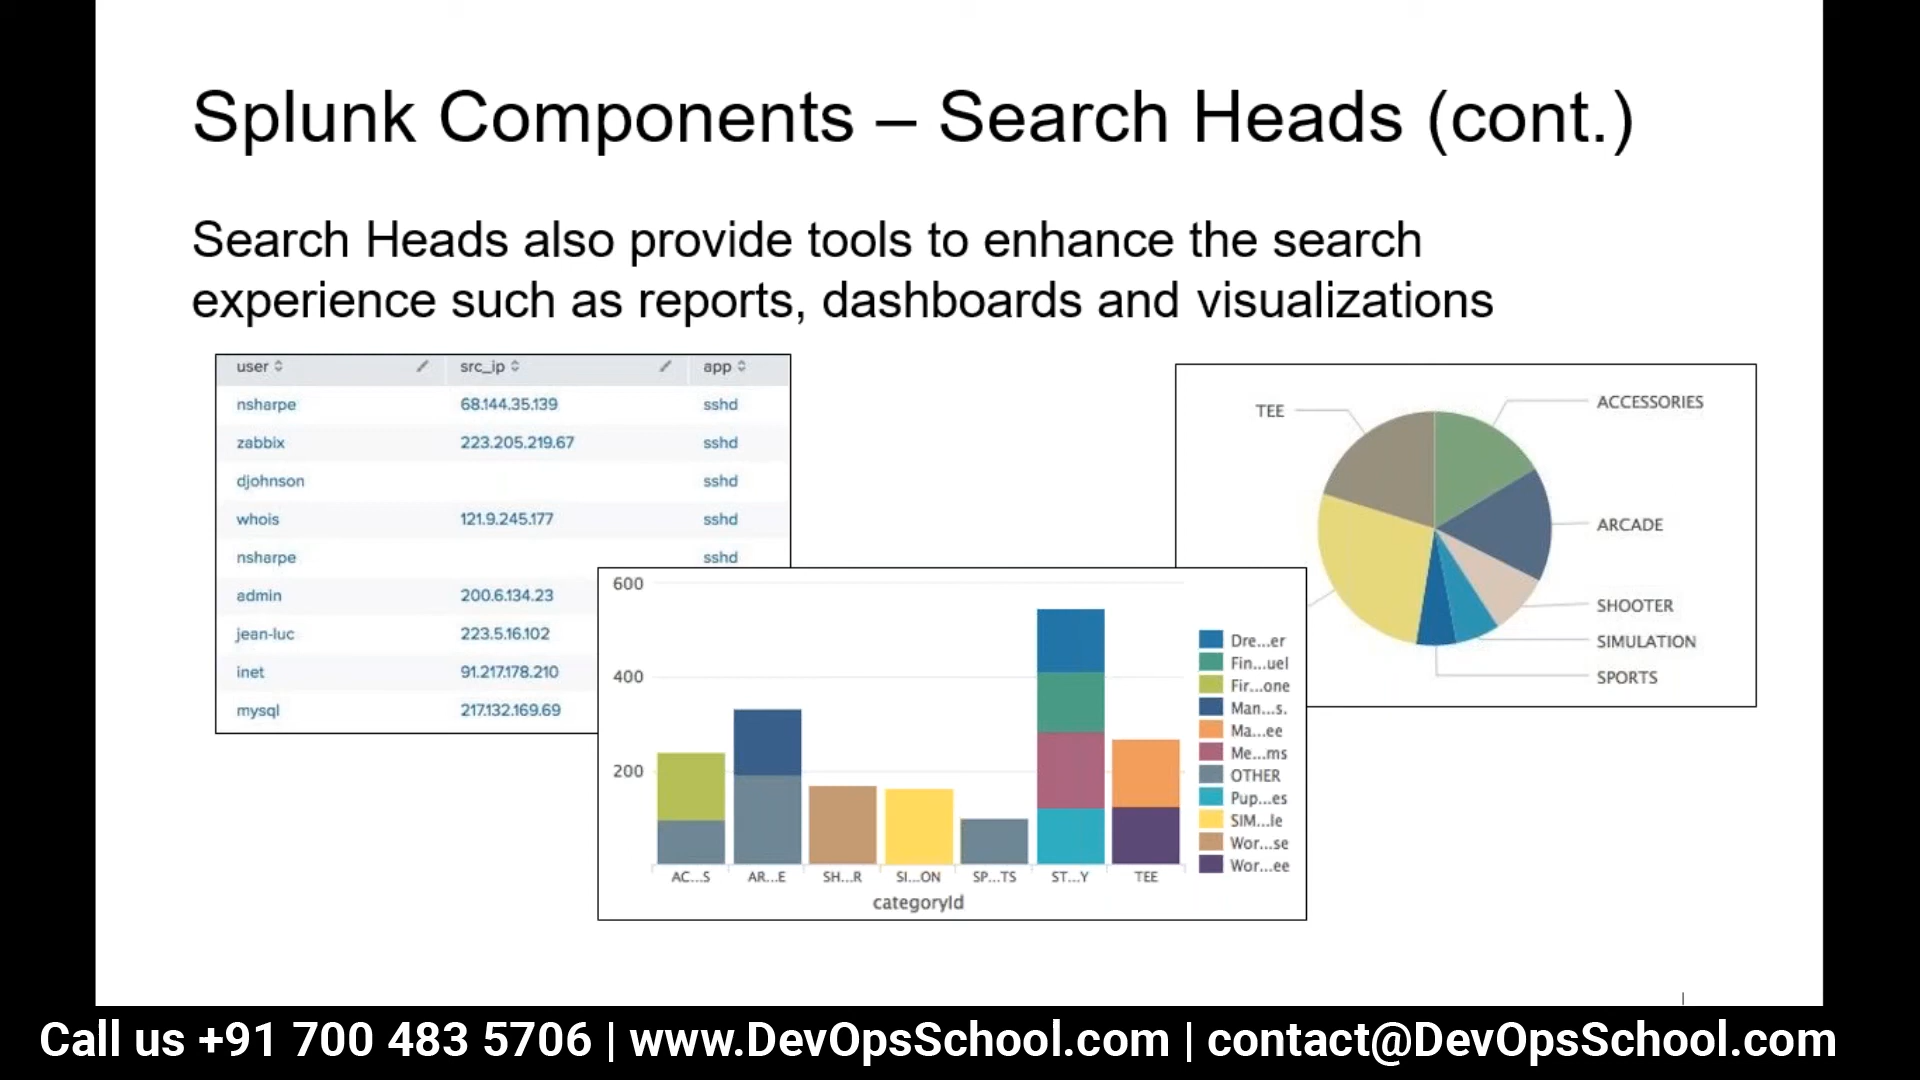 Splunk Components – Search Heads (cont.)
Search Heads also provide tools to enhance the search
experience such as reports, dashboards and visualizations
user src_ip app
nsharpe 68.144.35.139 sshd
zabbix 223.205.219.67 sshd
djohnson sshd
whois 121.9.245.177 sshd
nsharpe sshd
admin 200.6.134.23
jean-luc 223.5.16.102
inet 91.217.178.210
mysql 217.132.169.69
600
400
200
AC...S AR...E SH...R SI...ON SP...TS ST...Y TEE
categoryId
Dre...er
Fin...uel
Fir...one
Man...s.
Ma...ee
Me...ms
OTHER
Pup...es
SIM...le
Wor...se
Wor...ee
TEE
ACCESSORIES
ARCADE
SHOOTER
SIMULATION
SPORTS
Call us +91 700 483 5706 | www.DevOpsSchool.com | contact@DevOpsSchool.com